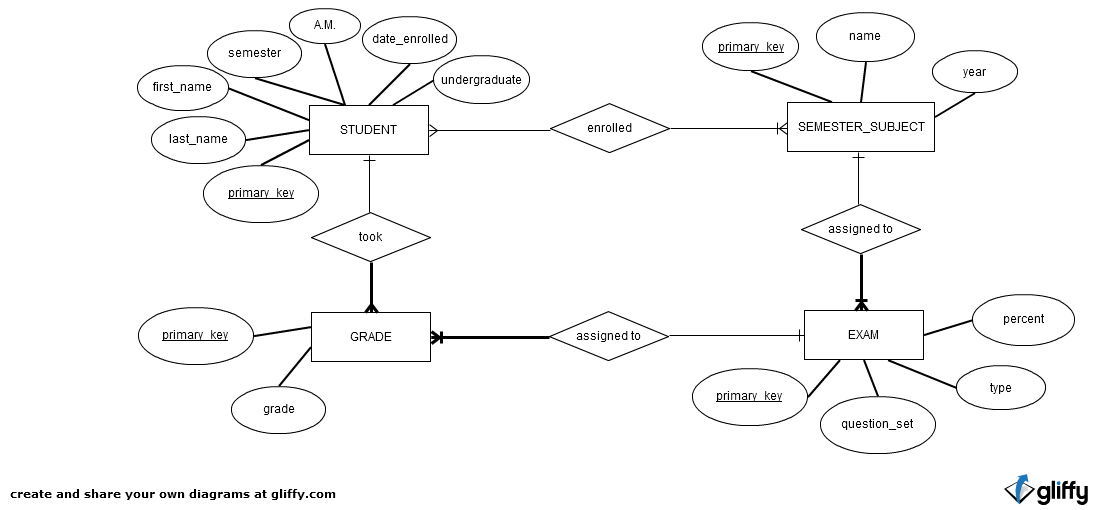 A.M.
date_enrolled
semester
undergraduate
first_name
last_name
primary_key
STUDENT
enrolled
primary_key
name
year
SEMESTER_SUBJECT
took
assigned to
primary_key
GRADE
grade
assigned to
EXAM
percent
type
primary_key
question_set
create and share your own diagrams at gliffy.com
gliffy